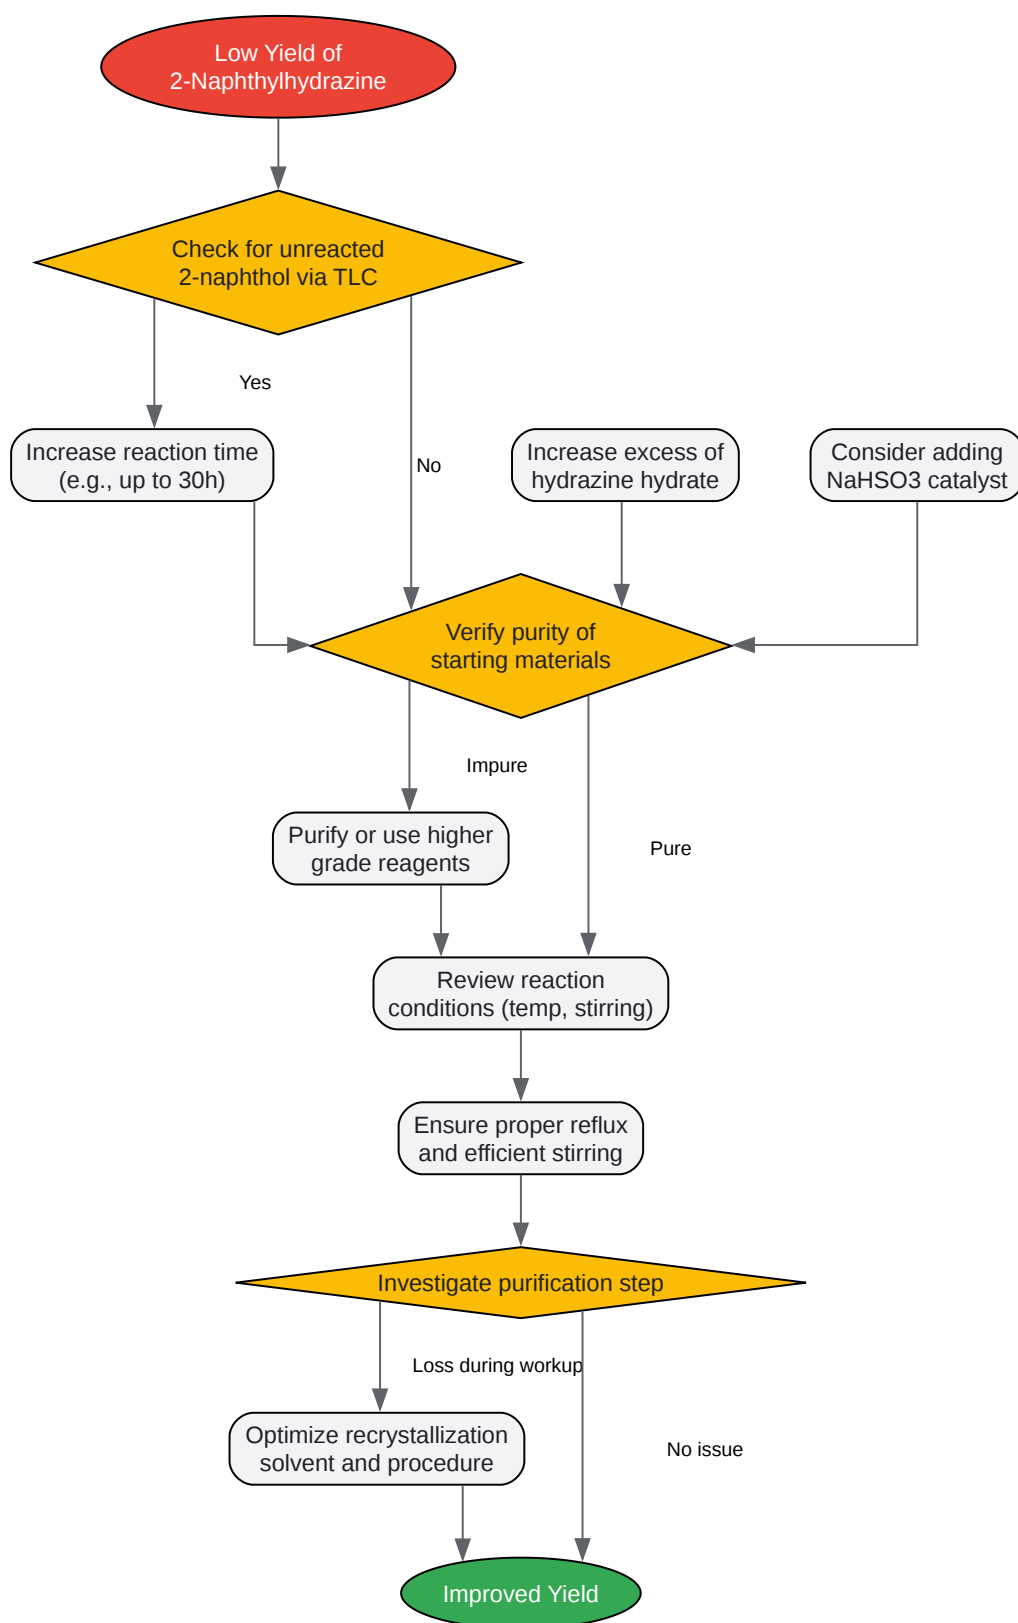 Low Yield of
2-Naphthylhydrazine
Check for unreacted
2-naphthol via TLC
Yes
No
Increase reaction time
(e.g., up to 30h)
Increase excess of
hydrazine hydrate
Consider adding
NaHSO3 catalyst
Verify purity of
starting materials
Impure
Pure
Purify or use higher
grade reagents
Review reaction
conditions (temp, stirring)
Ensure proper reflux
and efficient stirring
Investigate purification step
Loss during workup
No issue
Optimize recrystallization
solvent and procedure
Improved Yield